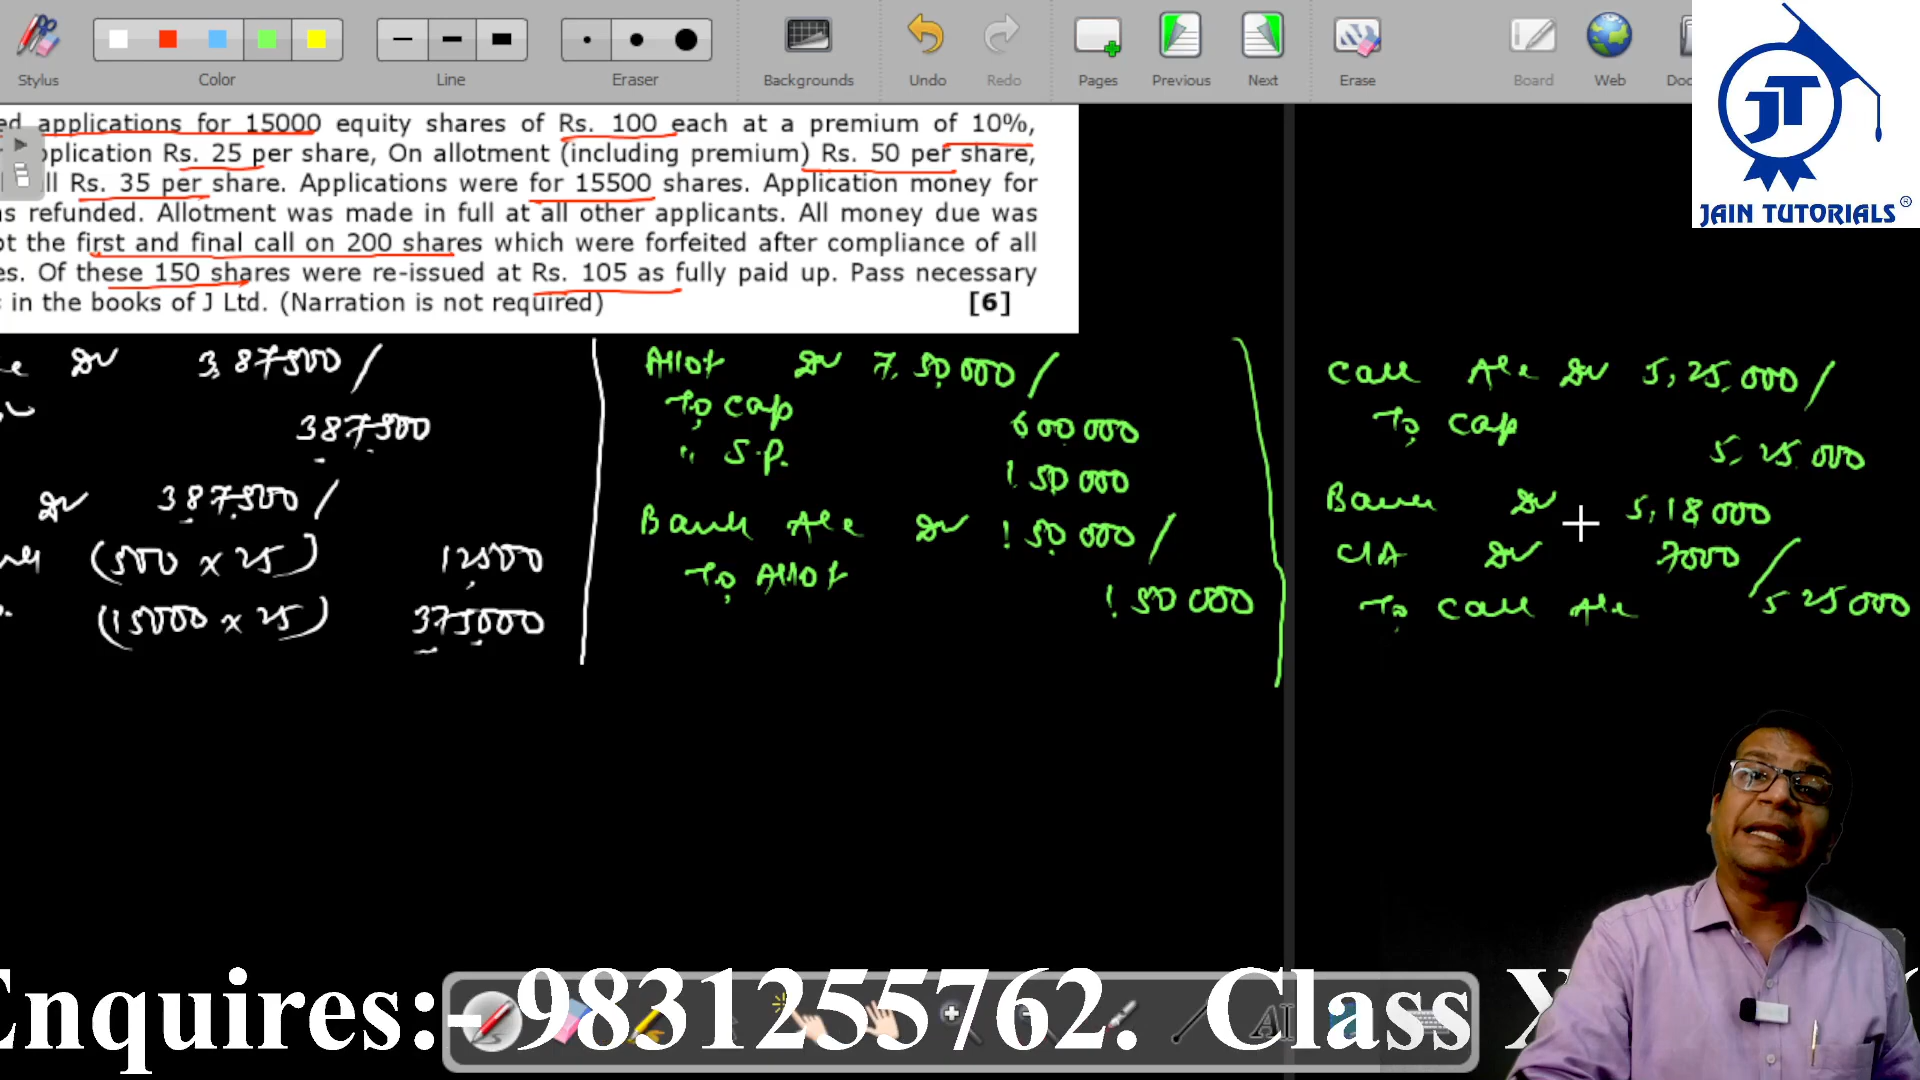 Stylus
Color
Line
Eraser
Backgrounds
Undo
Redo
Pages
Previous
Next
Erase
Board
Web
JT
JAIN TUTORIALS®
applications for 15000 equity shares of Rs. 100 each at a premium of 10%,
Rs. 25 per share, On allotment (including premium) Rs. 50 per share,
Rs. 35 per share. Applications were for 15500 shares. Application money for
refunded. Allotment was made in full at all other applicants. All money due was
the first and final call on 200 shares which were forfeited after compliance of all
Of these 150 shares were re-issued at Rs. 105 as fully paid up. Pass necessary
in the books of J Ltd. (Narration is not required) [6]
Dr 3,87500/
387500
Dr 387500/
(500 x 25) 12500
(15000 x 25) 375000
Allot Dr 7,50,000/
To cap 600000
" S.P. 150000
Bank A/c Dr 150000/
To Allot 150000
Call A/c Dr 5,25,000/
To cap 5,25,000
Bank Dr 5,18000
CIA Dr 7000/
To Call A/c 525000
Enquires:- 9831255762. Class X